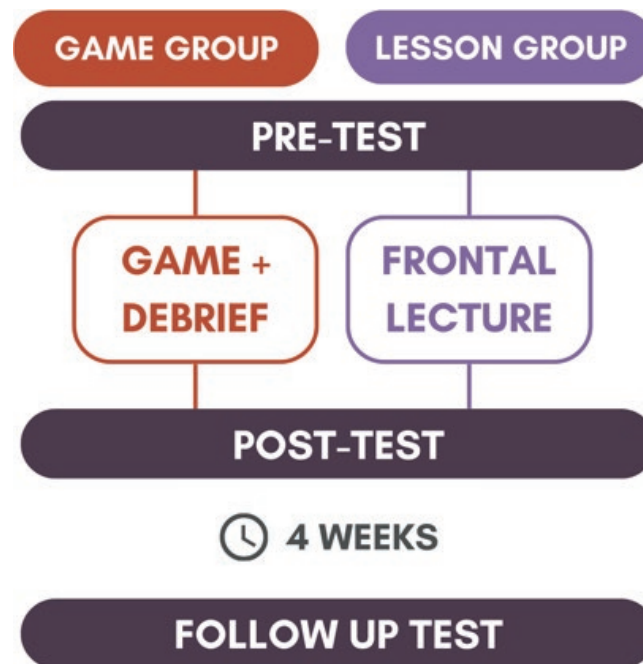 GAME GROUP
LESSON GROUP
PRE-TEST
GAME +
DEBRIEF
FRONTAL
LECTURE
POST-TEST
4 WEEKS
FOLLOW UP TEST